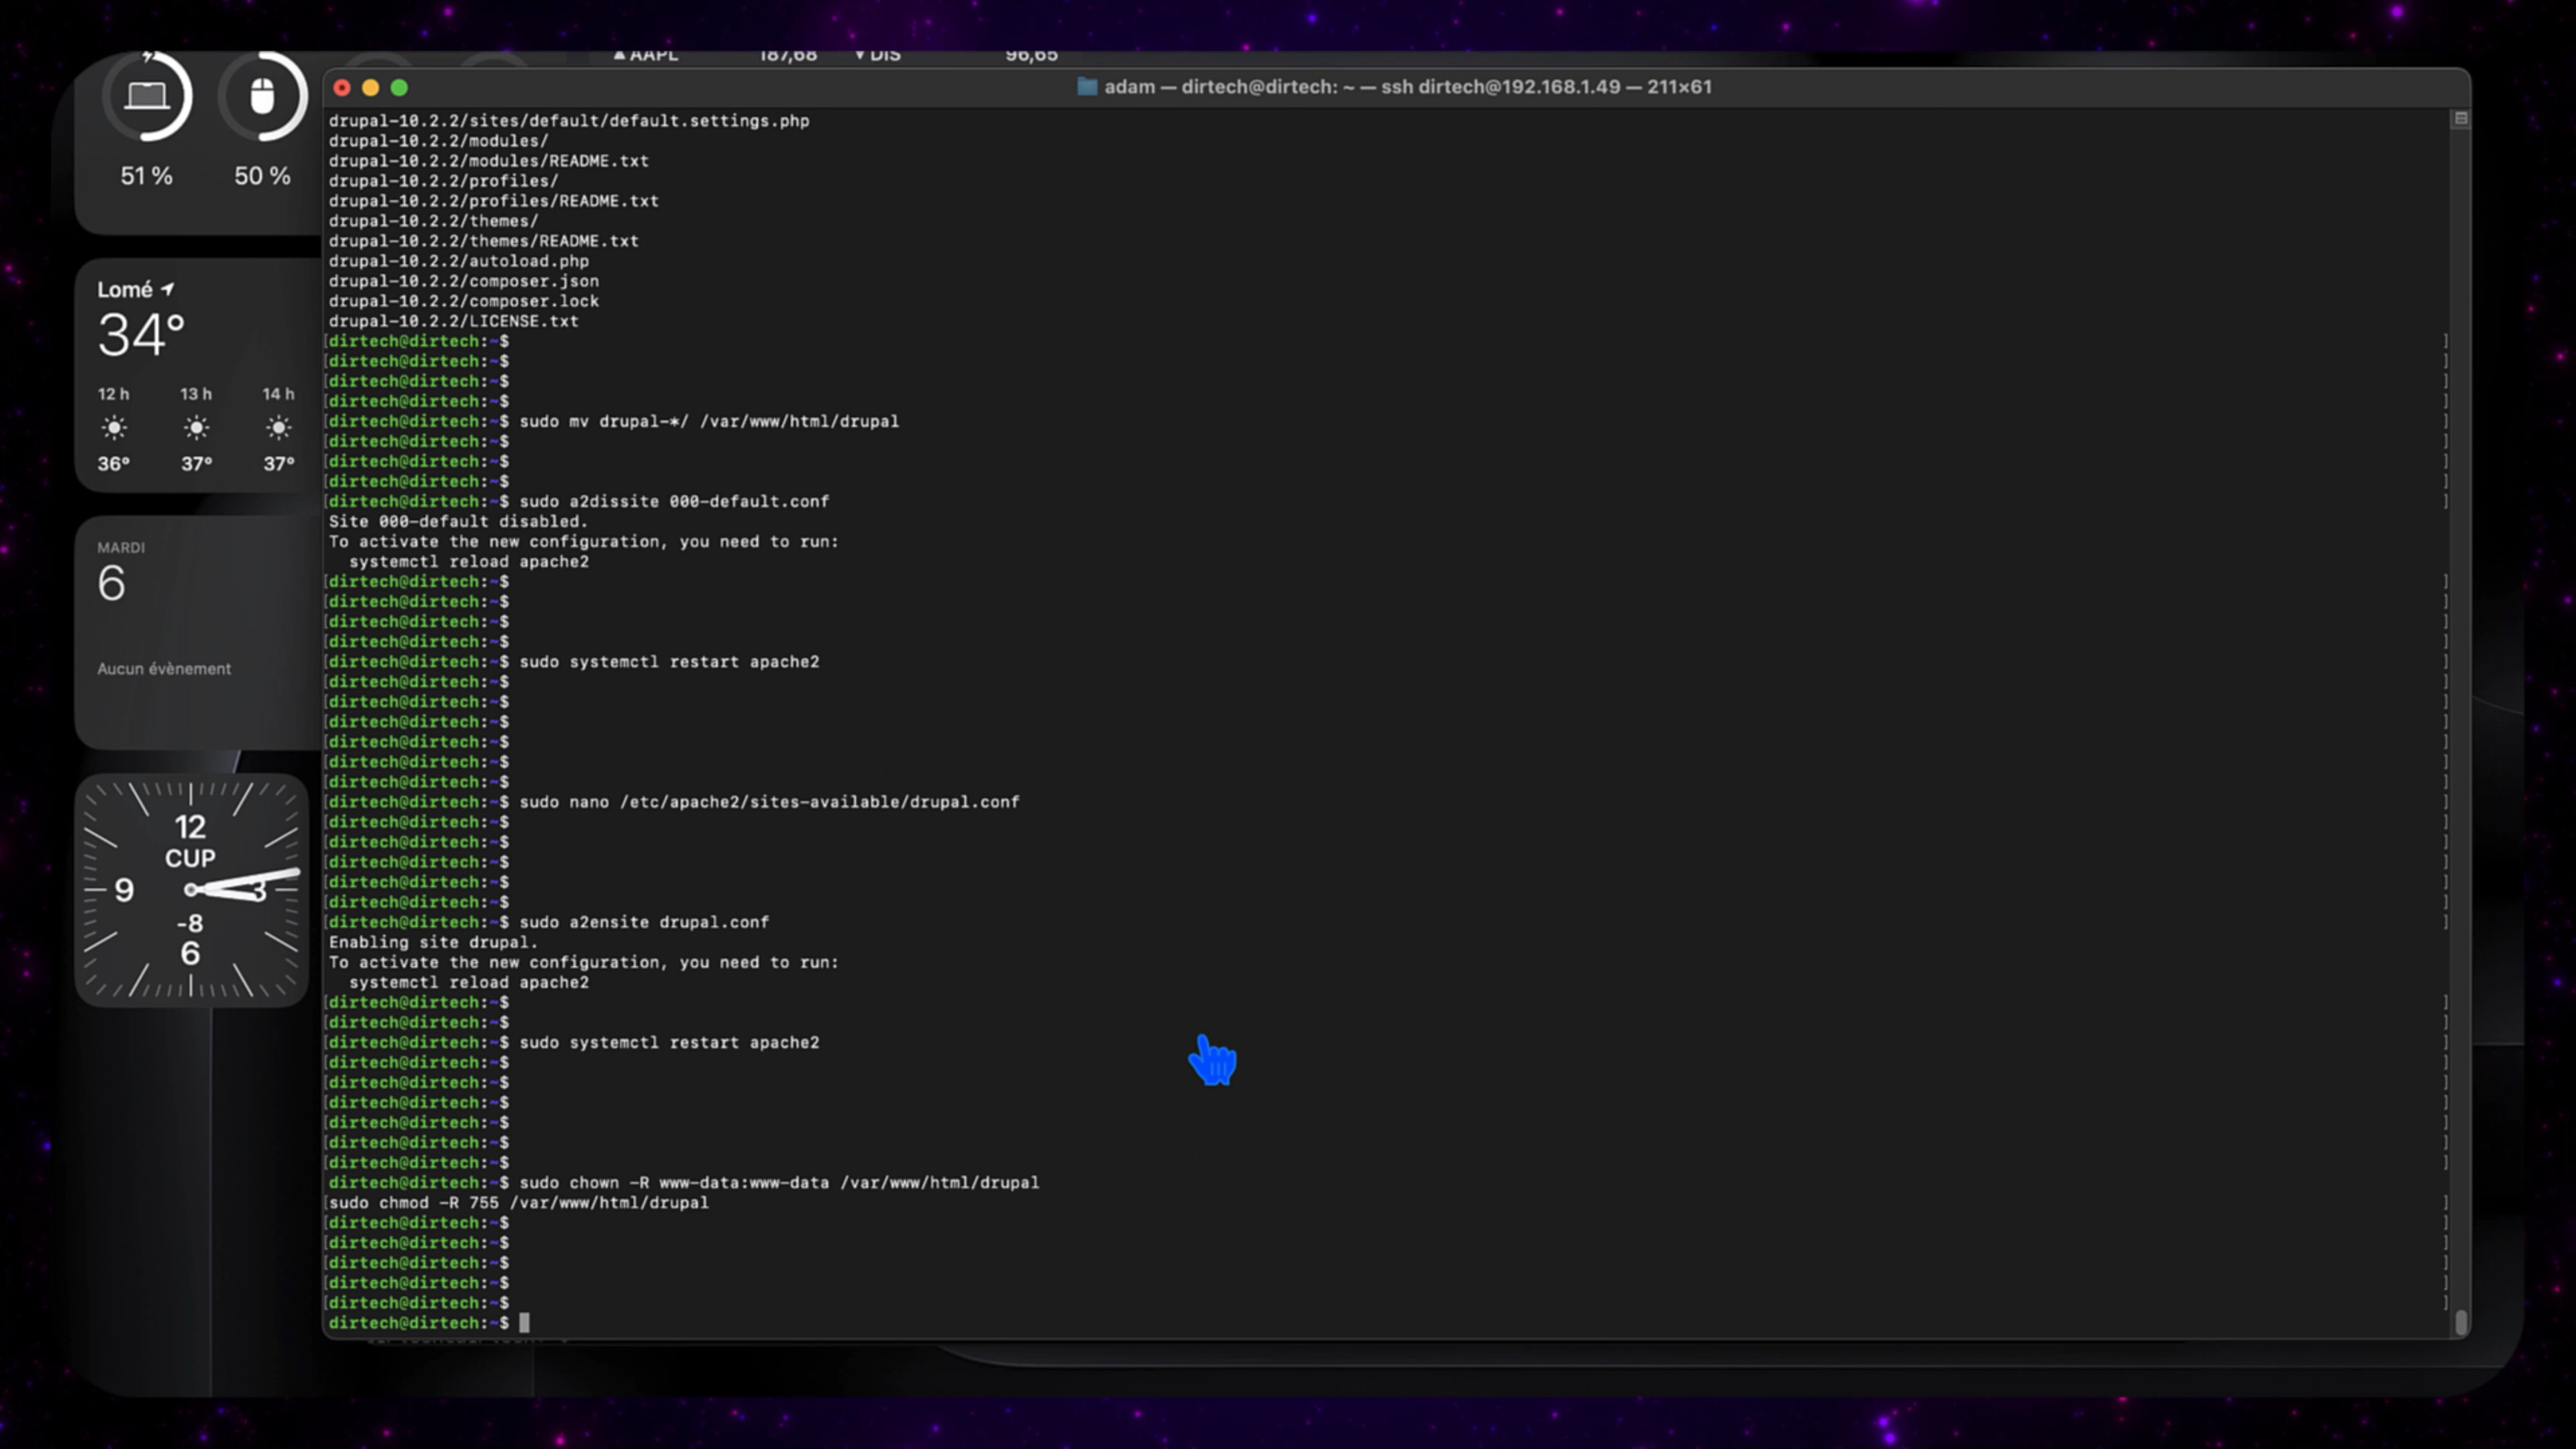 AAPL 187,68 DIS 96,65
51 % 50 %
adam — dirtech@dirtech: ~ — ssh dirtech@192.168.1.49 — 211×61
drupal-10.2.2/sites/default/default.settings.php
drupal-10.2.2/modules/
drupal-10.2.2/modules/README.txt
drupal-10.2.2/profiles/
drupal-10.2.2/profiles/README.txt
drupal-10.2.2/themes/
drupal-10.2.2/themes/README.txt
drupal-10.2.2/autoload.php
drupal-10.2.2/composer.json
drupal-10.2.2/composer.lock
drupal-10.2.2/LICENSE.txt
[dirtech@dirtech:~$ ]
[dirtech@dirtech:~$ ]
[dirtech@dirtech:~$ ]
[dirtech@dirtech:~$ ]
[dirtech@dirtech:~$ sudo mv drupal-*/ /var/www/html/drupal ]
[dirtech@dirtech:~$ ]
[dirtech@dirtech:~$ ]
[dirtech@dirtech:~$ ]
[dirtech@dirtech:~$ sudo a2dissite 000-default.conf ]
Site 000-default disabled.
To activate the new configuration, you need to run:
  systemctl reload apache2
[dirtech@dirtech:~$ ]
[dirtech@dirtech:~$ ]
[dirtech@dirtech:~$ ]
[dirtech@dirtech:~$ ]
[dirtech@dirtech:~$ sudo systemctl restart apache2 ]
[dirtech@dirtech:~$ ]
[dirtech@dirtech:~$ ]
[dirtech@dirtech:~$ ]
[dirtech@dirtech:~$ ]
[dirtech@dirtech:~$ ]
[dirtech@dirtech:~$ ]
[dirtech@dirtech:~$ sudo nano /etc/apache2/sites-available/drupal.conf ]
[dirtech@dirtech:~$ ]
[dirtech@dirtech:~$ ]
[dirtech@dirtech:~$ ]
[dirtech@dirtech:~$ ]
[dirtech@dirtech:~$ ]
[dirtech@dirtech:~$ sudo a2ensite drupal.conf ]
Enabling site drupal.
To activate the new configuration, you need to run:
  systemctl reload apache2
[dirtech@dirtech:~$ ]
[dirtech@dirtech:~$ ]
[dirtech@dirtech:~$ sudo systemctl restart apache2 ]
[dirtech@dirtech:~$ ]
[dirtech@dirtech:~$ ]
[dirtech@dirtech:~$ ]
[dirtech@dirtech:~$ ]
[dirtech@dirtech:~$ ]
[dirtech@dirtech:~$ ]
dirtech@dirtech:~$ sudo chown -R www-data:www-data /var/www/html/drupal
[sudo chmod -R 755 /var/www/html/drupal ]
[dirtech@dirtech:~$ ]
[dirtech@dirtech:~$ ]
[dirtech@dirtech:~$ ]
[dirtech@dirtech:~$ ]
[dirtech@dirtech:~$ ]
dirtech@dirtech:~$
Lomé
34°
12 h 13 h 14 h
36° 37° 37°
MARDI
6
Aucun évènement
12
CUP
9 3
-8
6